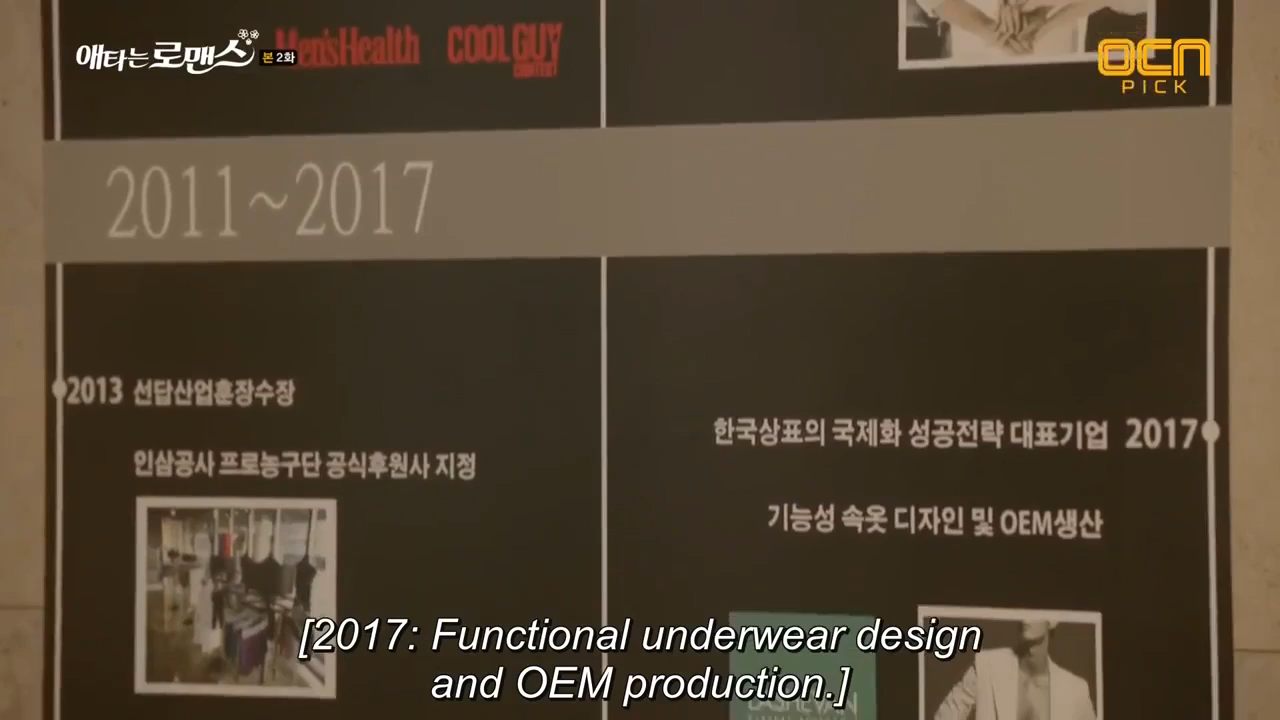 애타는 로맨스 본 2화
Men'sHealth COOL GUY
CONTEST
OCN
PICK
2011~2017
2013 선답산업훈장수장
인삼공사 프로농구단 공식후원사 지정
한국상표의 국제화 성공전략 대표기업 2017
기능성 속옷 디자인 및 OEM생산
[2017: Functional underwear design
and OEM production.]